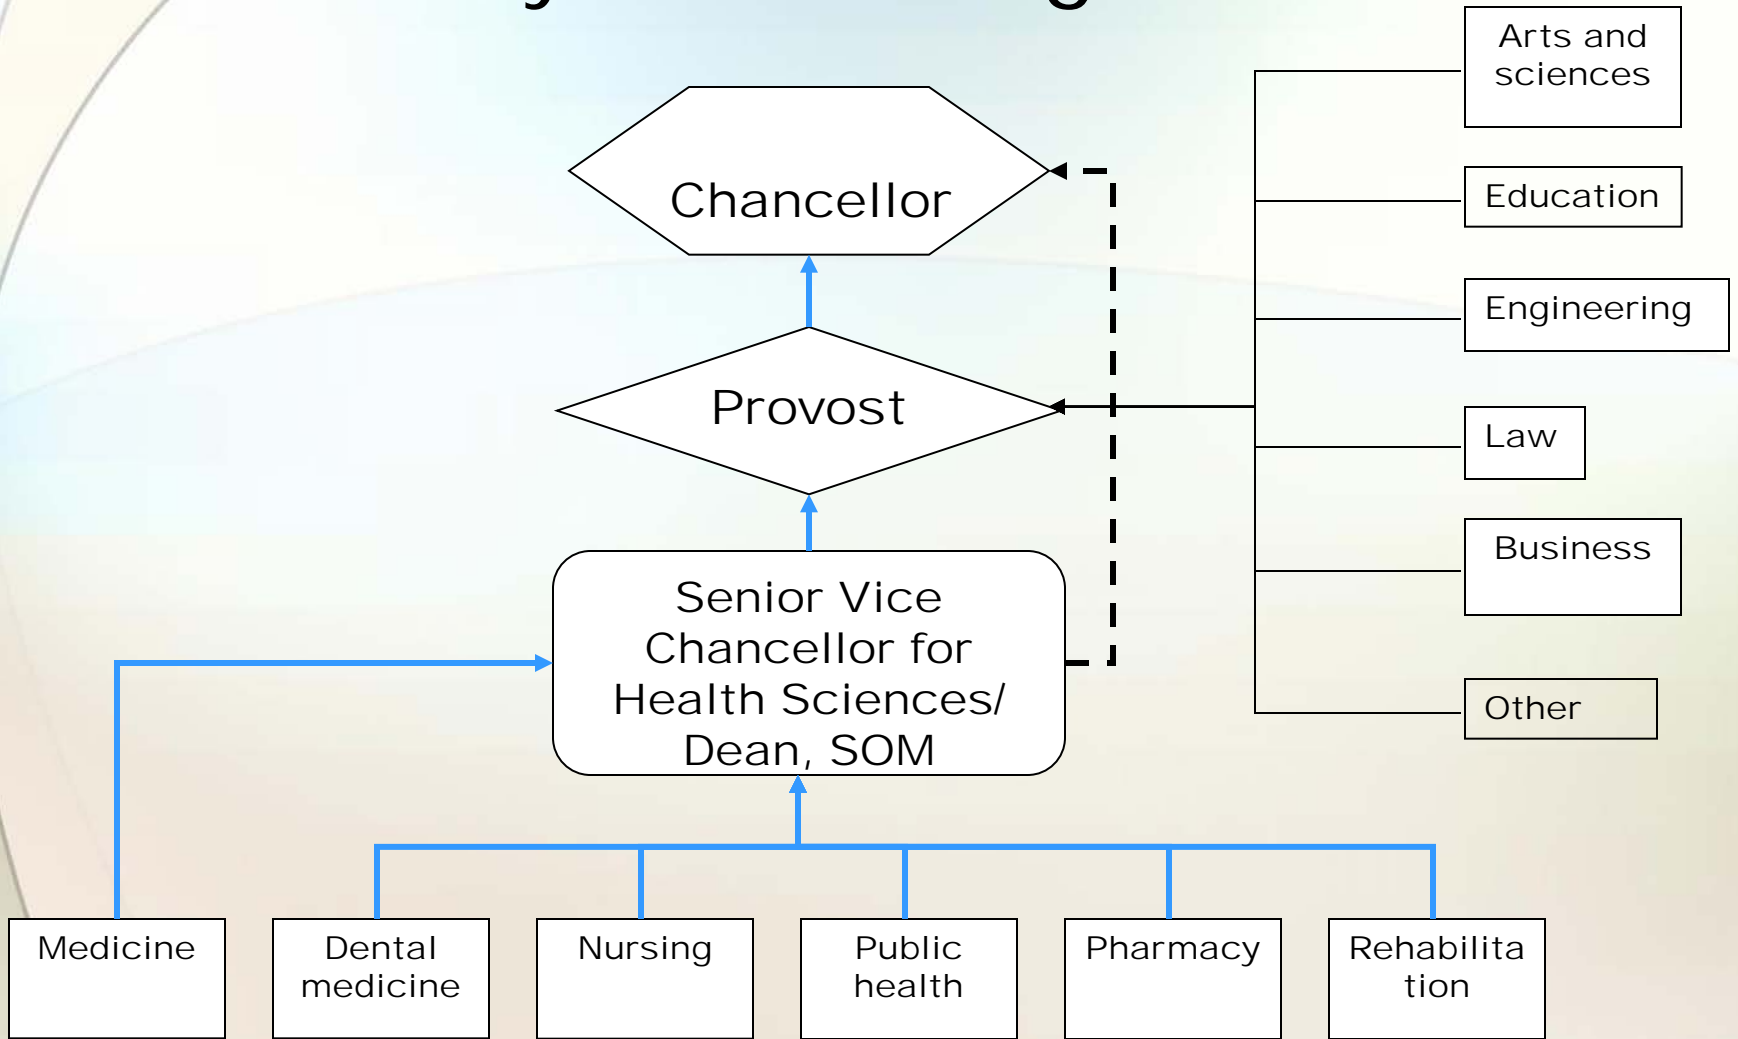 Arts and
sciences
Chancellor
Education
Engineering
Provost
Law
Business
Senior Vice
Chancellor for
Health Sciences/
Dean, SOM
Other
Medicine
Dental
medicine
Nursing
Public
health
Pharmacy
Rehabilita
tion